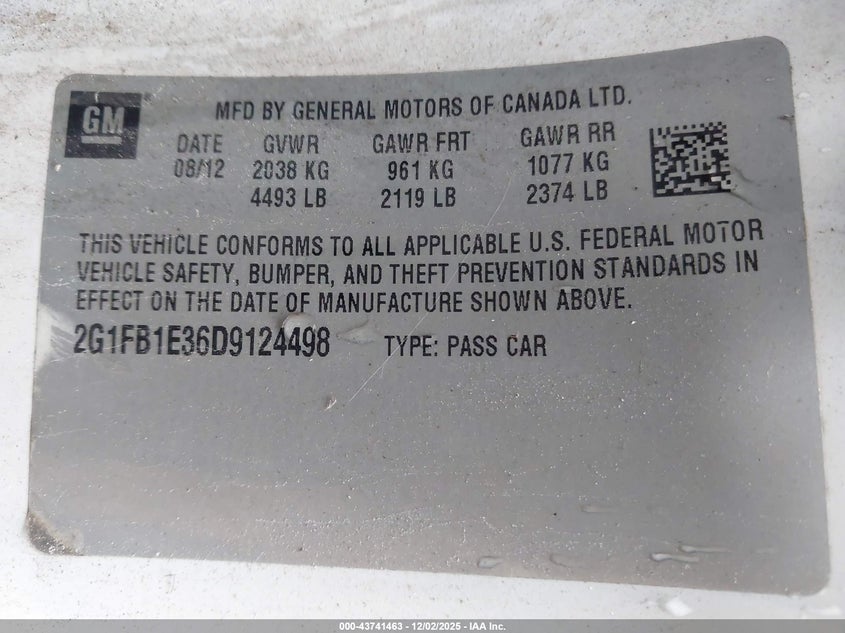 GM
MFD BY GENERAL MOTORS OF CANADA LTD.
DATE GVWR GAWR FRT GAWR RR
08/12 2038 KG 961 KG 1077 KG
4493 LB 2119 LB 2374 LB
THIS VEHICLE CONFORMS TO ALL APPLICABLE U.S. FEDERAL MOTOR
VEHICLE SAFETY, BUMPER, AND THEFT PREVENTION STANDARDS IN
EFFECT ON THE DATE OF MANUFACTURE SHOWN ABOVE.
2G1FB1E36D9124498 TYPE: PASS CAR
000-43741463 - 12/02/2025 - IAA Inc.